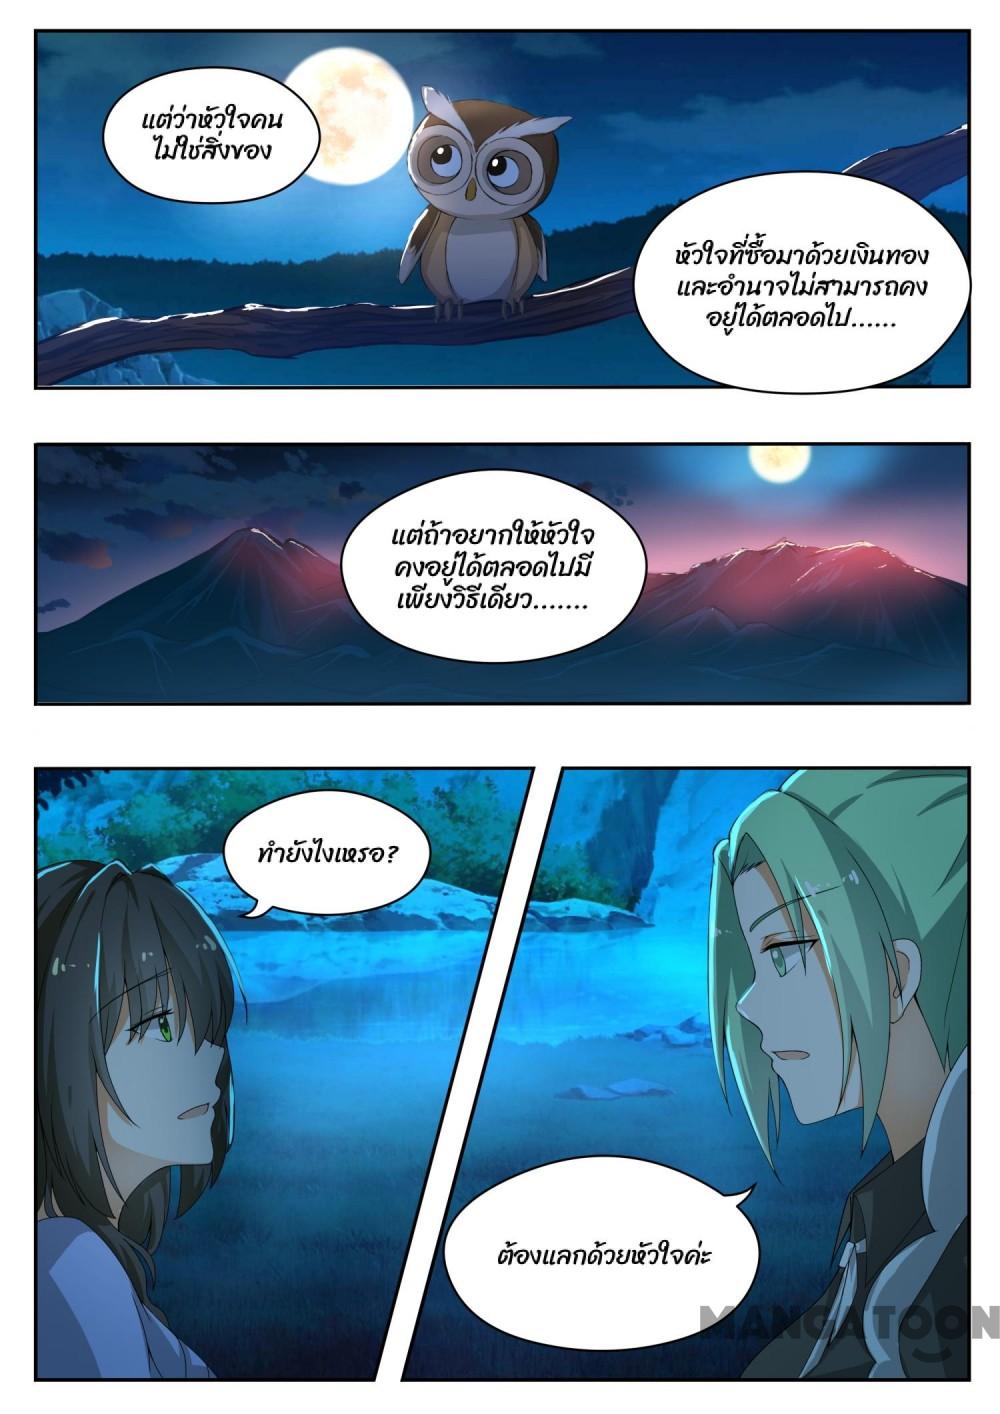 แต่ว่าหัวใจคน
ไม่ใช่สิ่งของ
หัวใจที่ซื้อมาด้วยเงินทอง
และอำนาจไม่สามารถคง
อยู่ได้ตลอดไป......
แต่ถ้าอยากให้หัวใจ
คงอยู่ได้ตลอดไปมี
เพียงวิธีเดียว.......
ทำยังไงเหรอ?
ต้องแลกด้วยหัวใจค่ะ
MANGATOON